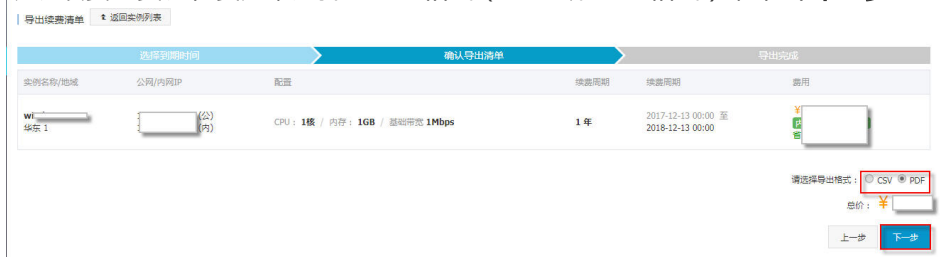 导出续费清单 返回实例列表
选择到期时间 确认导出清单 导出完成
实例名称/地域 公网/内网IP 配置 续费周期 续费周期 费用
(公) CPU：1核 / 内存：1GB / 基础带宽 1Mbps 1 年 2017-12-13 00:00 至 ¥
华东 1 (内) 2018-12-13 00:00 省
请选择导出格式： CSV PDF
总价： ¥
上一步 下一步